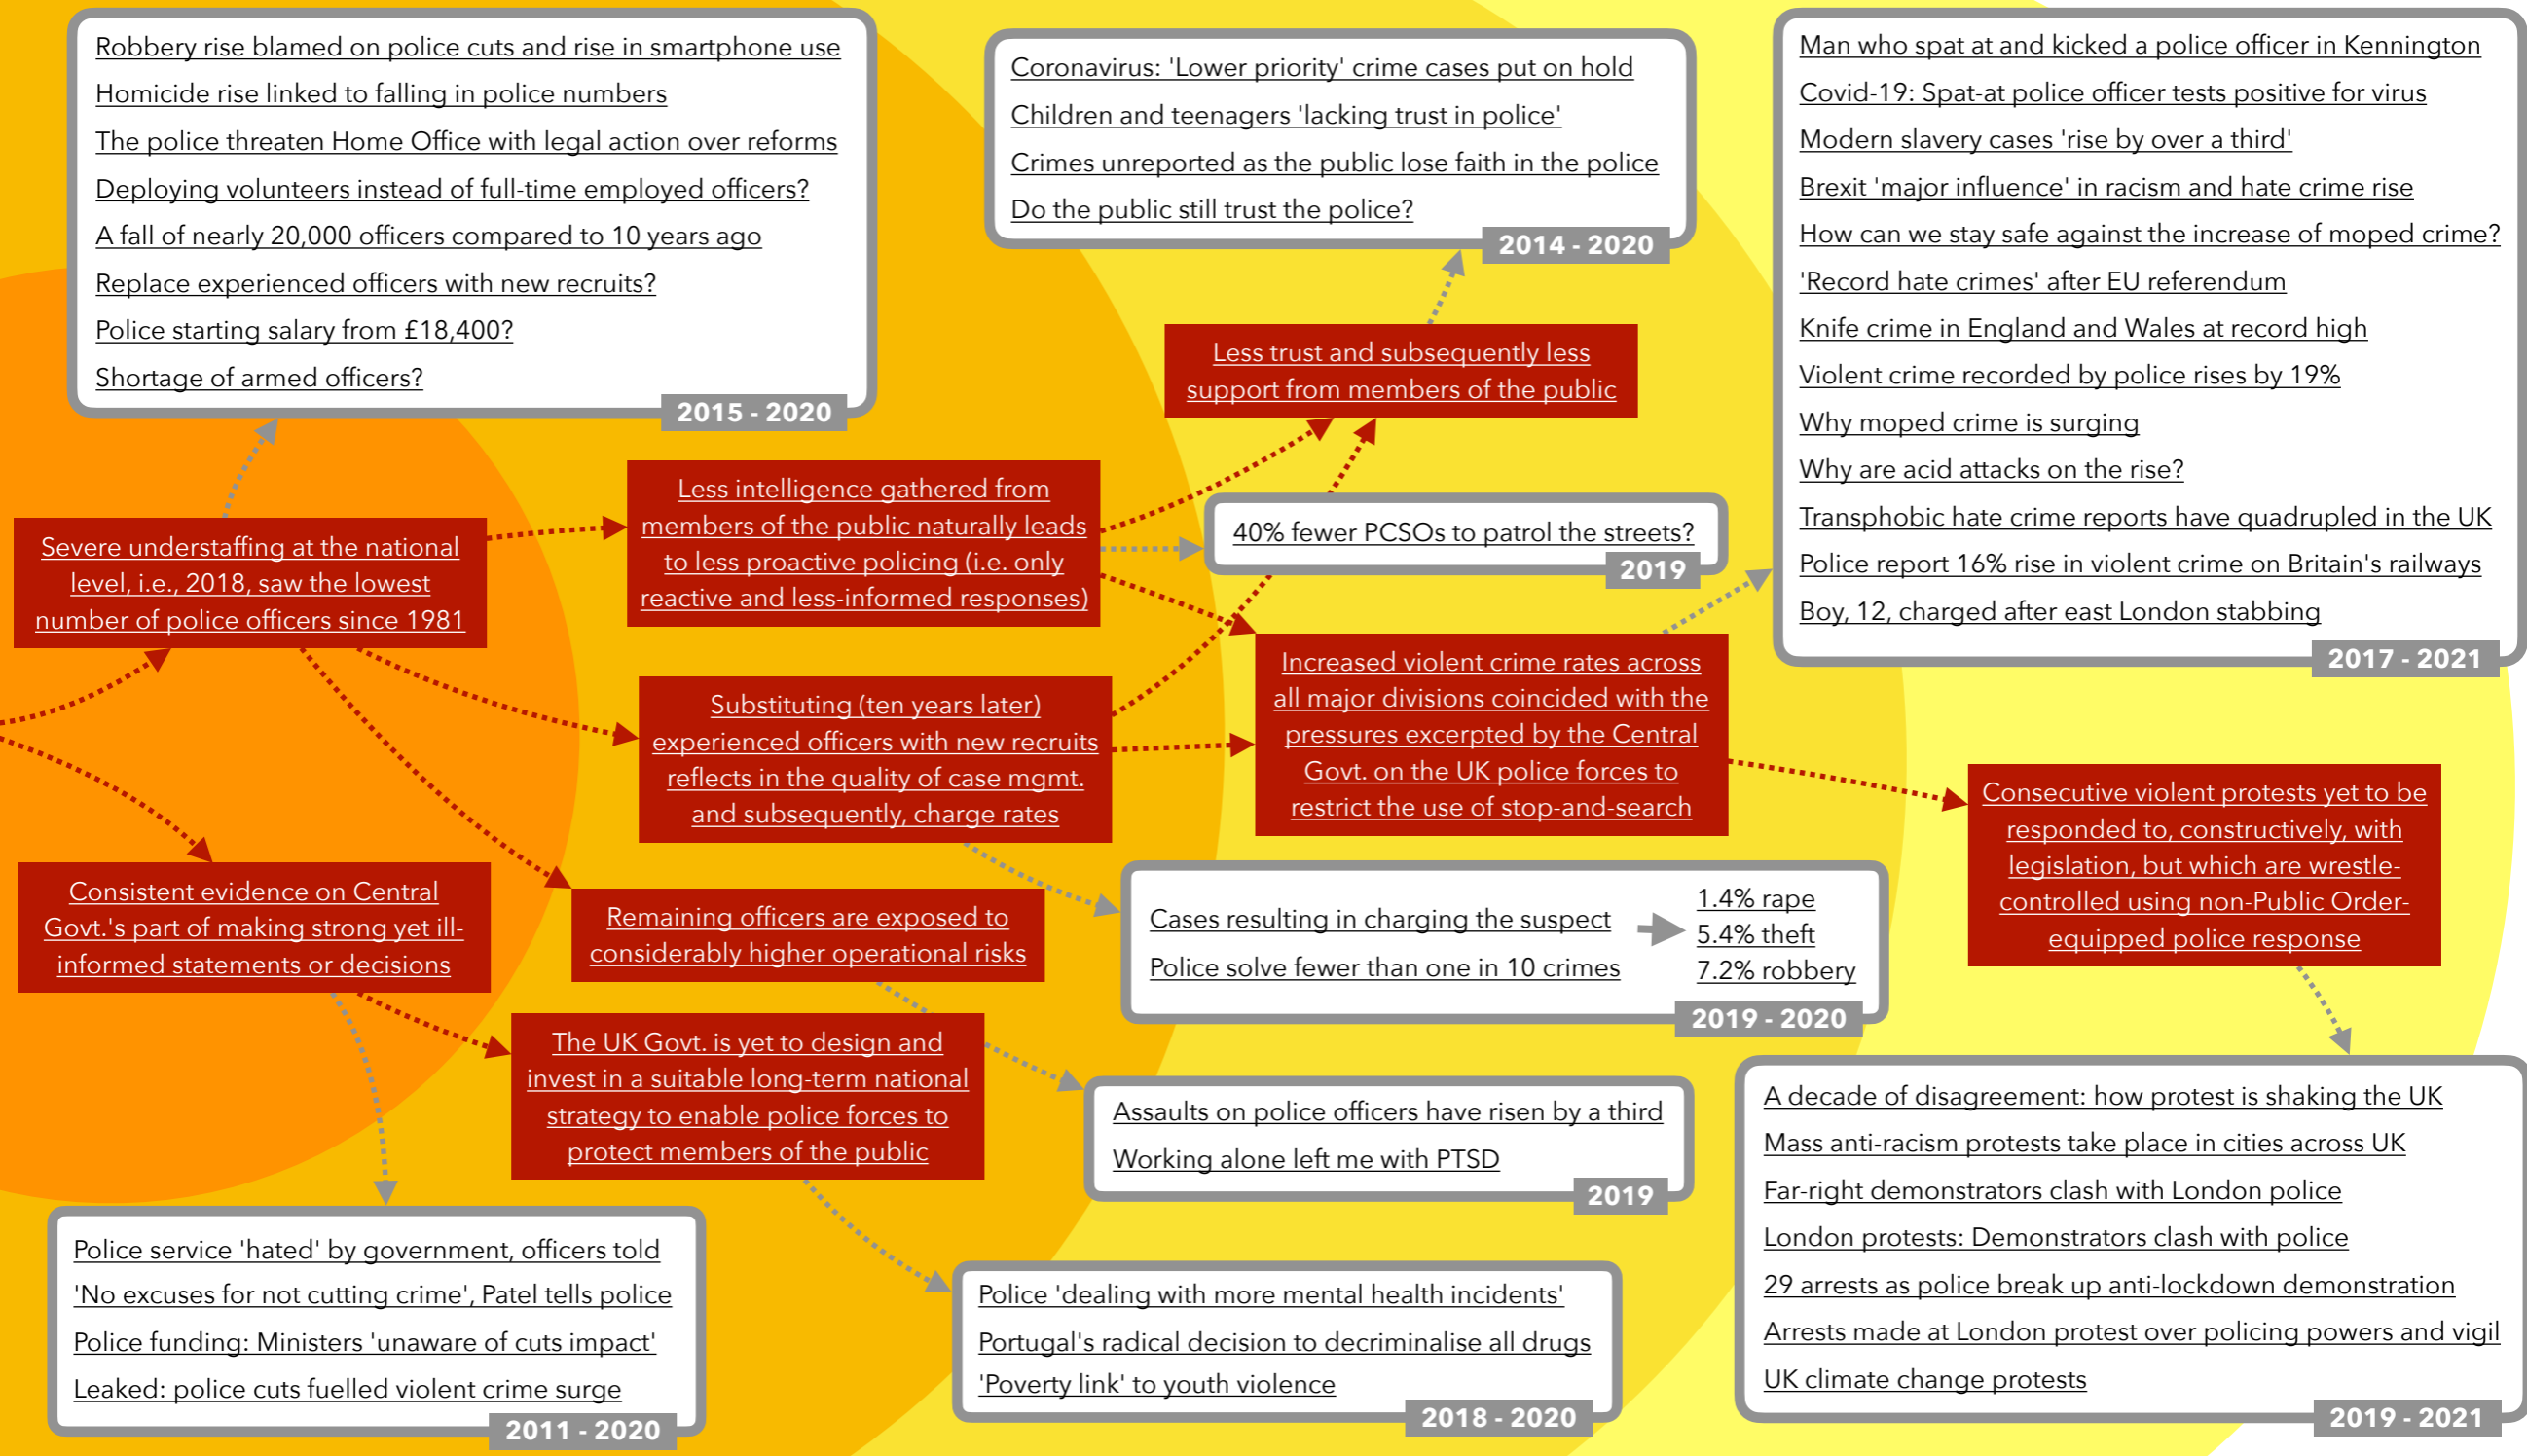 Robbery rise blamed on police cuts and rise in smartphone use
Homicide rise linked to falling in police numbers
The police threaten Home Office with legal action over reforms
Deploying volunteers instead of full-time employed officers?
A fall of nearly 20,000 officers compared to 10 years ago
Replace experienced officers with new recruits?
Police starting salary from £18,400?
Shortage of armed officers?
2015 - 2020
Coronavirus: 'Lower priority' crime cases put on hold
Children and teenagers 'lacking trust in police'
Crimes unreported as the public lose faith in the police
Do the public still trust the police?
2014 - 2020
Man who spat at and kicked a police officer in Kennington
Covid-19: Spat-at police officer tests positive for virus
Modern slavery cases 'rise by over a third'
Brexit 'major influence' in racism and hate crime rise
How can we stay safe against the increase of moped crime?
'Record hate crimes' after EU referendum
Knife crime in England and Wales at record high
Violent crime recorded by police rises by 19%
Why moped crime is surging
Why are acid attacks on the rise?
Transphobic hate crime reports have quadrupled in the UK
Police report 16% rise in violent crime on Britain's railways
Boy, 12, charged after east London stabbing
2017 - 2021
Less trust and subsequently less
support from members of the public
Less intelligence gathered from
members of the public naturally leads
to less proactive policing (i.e. only
reactive and less-informed responses)
40% fewer PCSOs to patrol the streets?
2019
Severe understaffing at the national
level, i.e., 2018, saw the lowest
number of police officers since 1981
Substituting (ten years later)
experienced officers with new recruits
reflects in the quality of case mgmt.
and subsequently, charge rates
Increased violent crime rates across
all major divisions coincided with the
pressures excerpted by the Central
Govt. on the UK police forces to
restrict the use of stop-and-search
Consecutive violent protests yet to be
responded to, constructively, with
legislation, but which are wrestle-
controlled using non-Public Order-
equipped police response
Consistent evidence on Central
Govt.'s part of making strong yet ill-
informed statements or decisions
Remaining officers are exposed to
considerably higher operational risks
Cases resulting in charging the suspect
Police solve fewer than one in 10 crimes
1.4% rape
5.4% theft
7.2% robbery
2019 - 2020
The UK Govt. is yet to design and
invest in a suitable long-term national
strategy to enable police forces to
protect members of the public
Assaults on police officers have risen by a third
Working alone left me with PTSD
2019
A decade of disagreement: how protest is shaking the UK
Mass anti-racism protests take place in cities across UK
Far-right demonstrators clash with London police
London protests: Demonstrators clash with police
29 arrests as police break up anti-lockdown demonstration
Arrests made at London protest over policing powers and vigil
UK climate change protests
2019 - 2021
Police service 'hated' by government, officers told
'No excuses for not cutting crime', Patel tells police
Police funding: Ministers 'unaware of cuts impact'
Leaked: police cuts fuelled violent crime surge
2011 - 2020
Police 'dealing with more mental health incidents'
Portugal's radical decision to decriminalise all drugs
'Poverty link' to youth violence
2018 - 2020